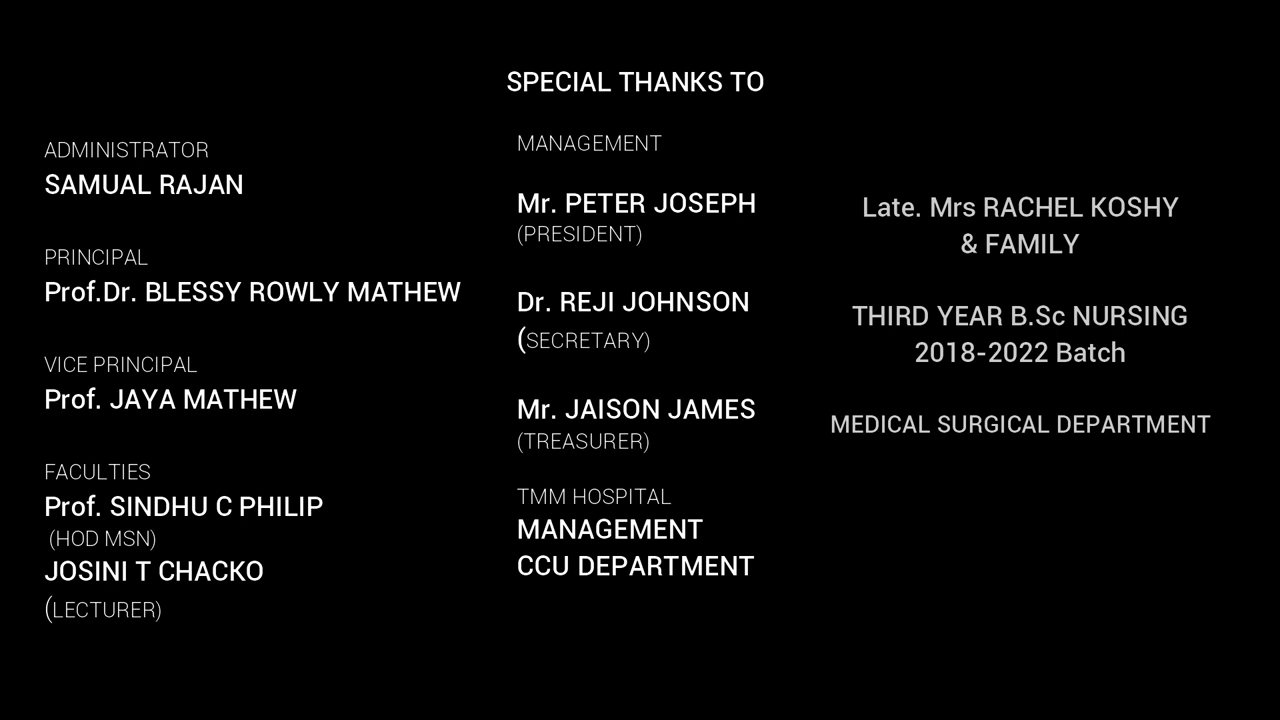 SPECIAL THANKS TO
ADMINISTRATOR
SAMUAL RAJAN
PRINCIPAL
Prof.Dr. BLESSY ROWLY MATHEW
VICE PRINCIPAL
Prof. JAYA MATHEW
FACULTIES
Prof. SINDHU C PHILIP
(HOD MSN)
JOSINI T CHACKO
(LECTURER)
MANAGEMENT
Mr. PETER JOSEPH
(PRESIDENT)
Dr. REJI JOHNSON
(SECRETARY)
Mr. JAISON JAMES
(TREASURER)
TMM HOSPITAL
MANAGEMENT
CCU DEPARTMENT
Late. Mrs RACHEL KOSHY
& FAMILY
THIRD YEAR B.Sc NURSING
2018-2022 Batch
MEDICAL SURGICAL DEPARTMENT